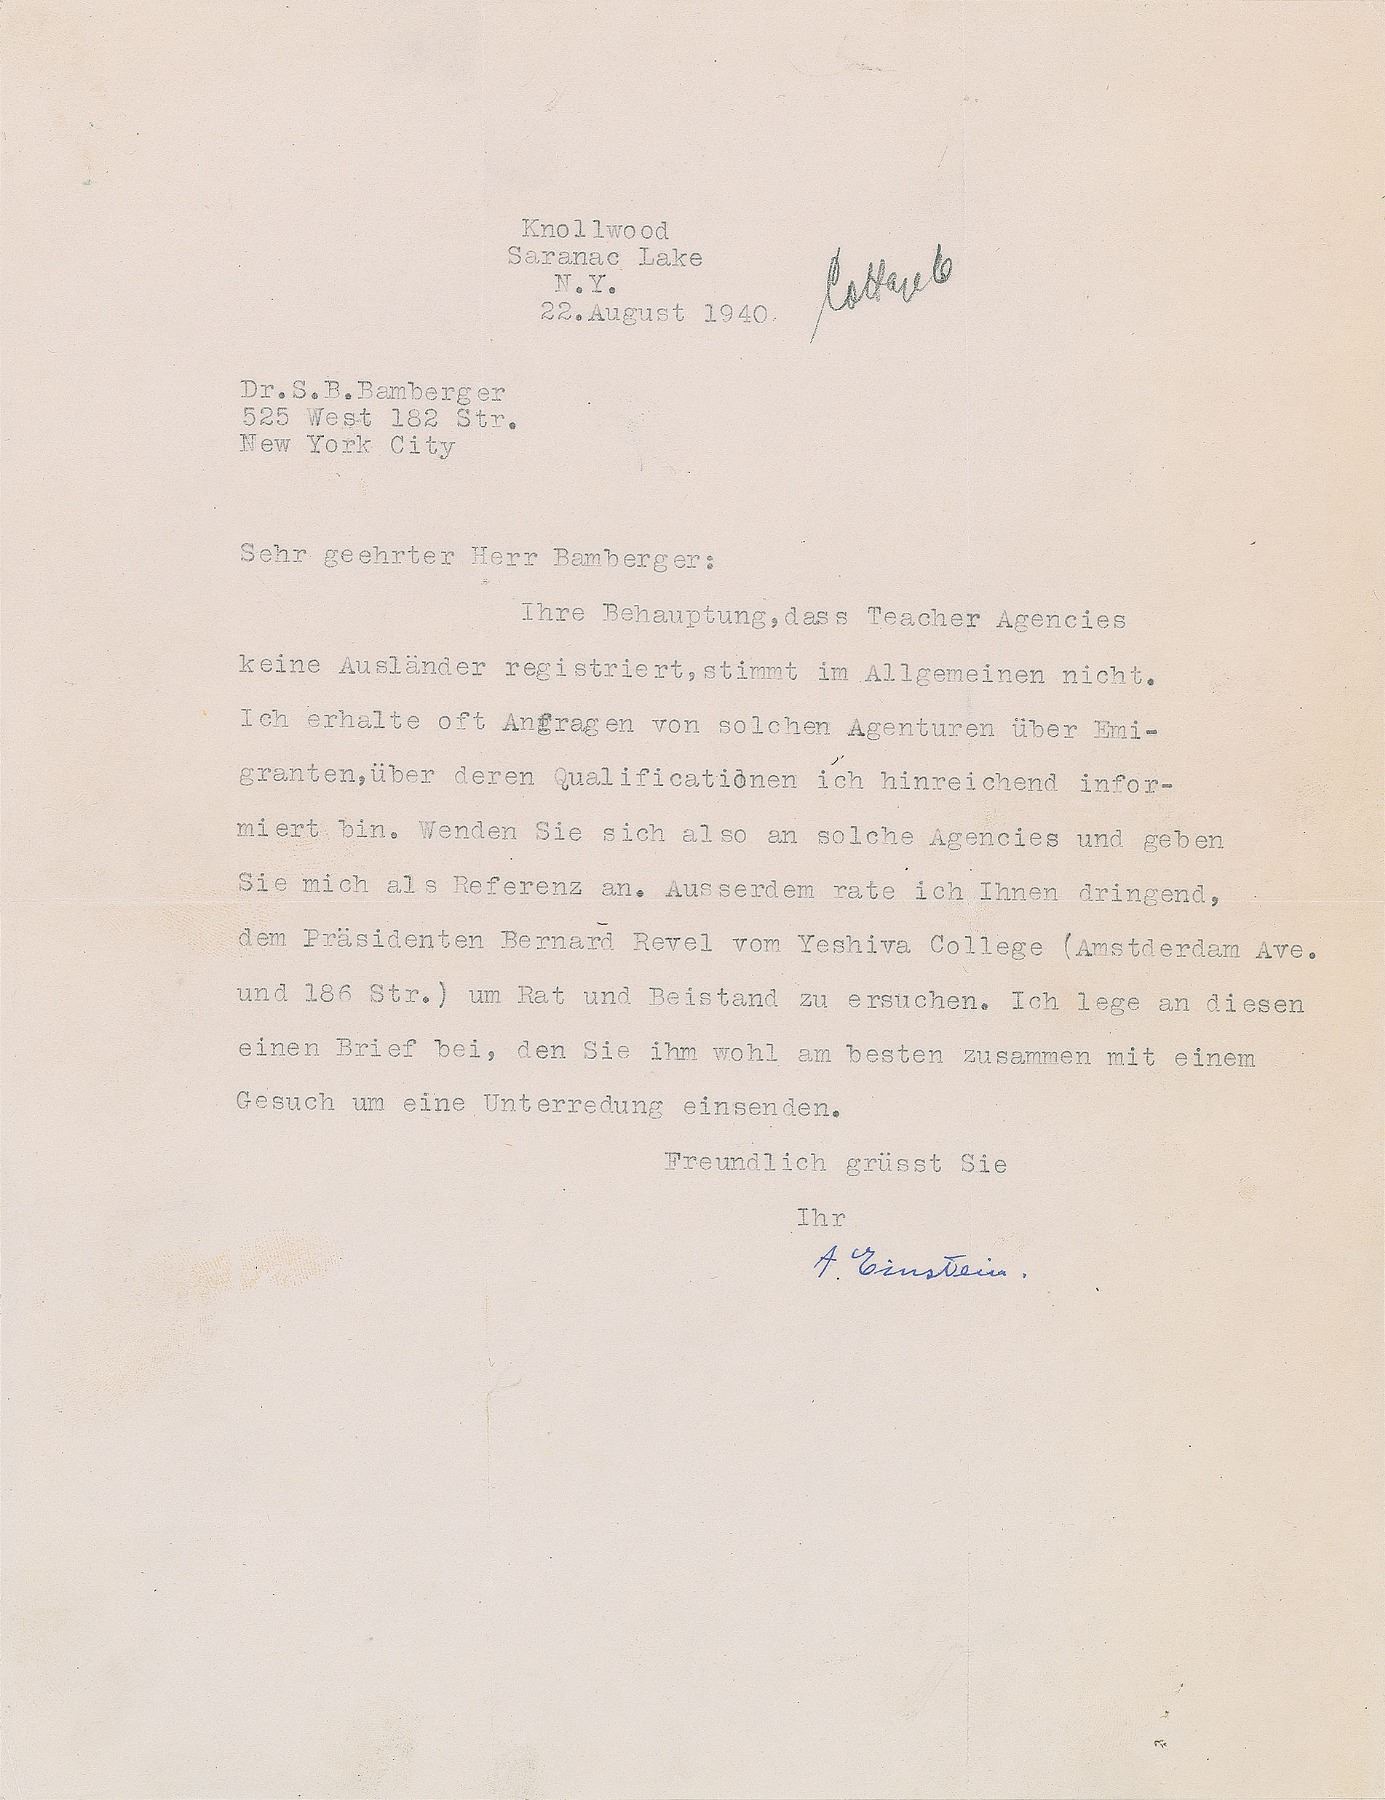 Knollwood
Saranac Lake
N.Y.
22.August 1940.
Cottage 6
Dr.S.B.Bamberger
525 West 182 Str.
New York City
Sehr geehrter Herr Bamberger:
Ihre Behauptung,dass Teacher Agencies
keine Ausländer registriert,stimmt im Allgemeinen nicht.
Ich erhalte oft Anfragen von solchen Agenturen über Emi-
granten,über deren Qualificationen ich hinreichend infor-
miert bin. Wenden Sie sich also an solche Agencies und geben
Sie mich als Referenz an. Ausserdem rate ich Ihnen dringend,
dem Präsidenten Bernard Revel vom Yeshiva College (Amstderdam Ave.
und 186 Str.) um Rat und Beistand zu ersuchen. Ich lege an diesen
einen Brief bei, den Sie ihm wohl am besten zusammen mit einem
Gesuch um eine Unterredung einsenden.
Freundlich grüsst Sie
Ihr
A. Einstein.